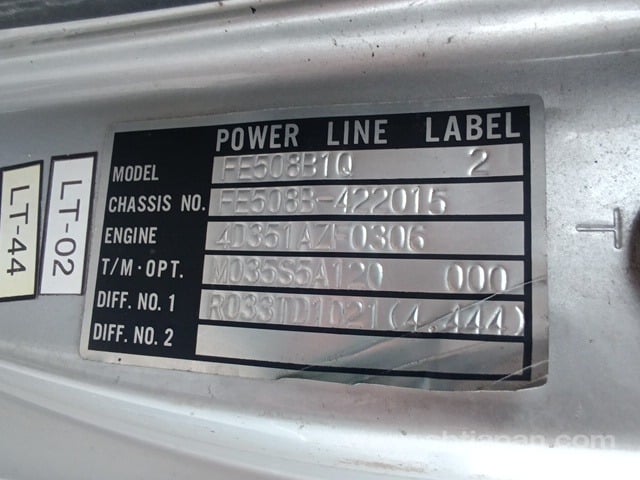 POWER LINE LABEL
MODEL FE508B1Q 2
CHASSIS NO. FE508B-422015
ENGINE 4D351AZF0306
T/M·OPT. M035S5A120 000
DIFF. NO. 1 R033TD1021(4.444)
DIFF. NO. 2
LT-44
LT-02